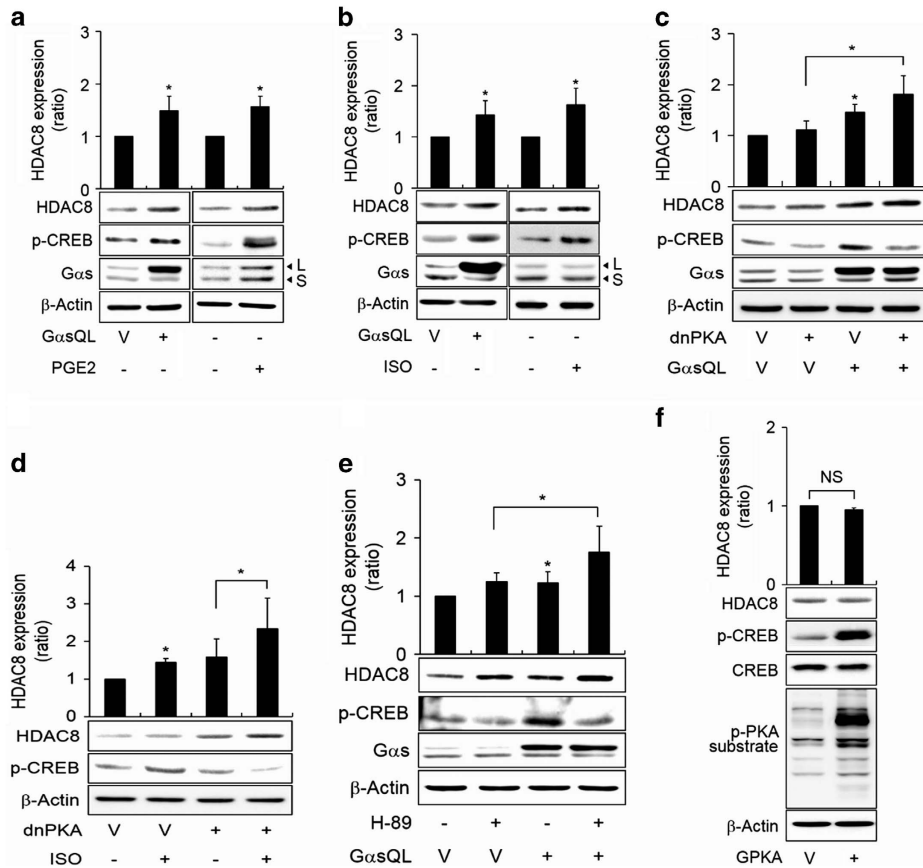 a
HDAC8 expression
(ratio)
3
2
1
0
* *
HDAC8
p-CREB
Gαs
L
S
β-Actin
GαsQL V + - -
PGE2 - - - +
b
HDAC8 expression
(ratio)
3
2
1
0
* *
HDAC8
p-CREB
Gαs
L
S
β-Actin
GαsQL V + - -
ISO - - - +
c
HDAC8 expression
(ratio)
3
2
1
0
*
*
HDAC8
p-CREB
Gαs
β-Actin
dnPKA V + V +
GαsQL V V + +
d
HDAC8 expression
(ratio)
4
3
2
1
0
*
*
HDAC8
p-CREB
β-Actin
dnPKA V V + +
ISO - + - +
e
HDAC8 expression
(ratio)
3
2
1
0
*
*
HDAC8
p-CREB
Gαs
β-Actin
H-89 - + - +
GαsQL V V + +
f
HDAC8 expression
(ratio)
2
1
0
NS
HDAC8
p-CREB
CREB
p-PKA
substrate
β-Actin
GPKA V +